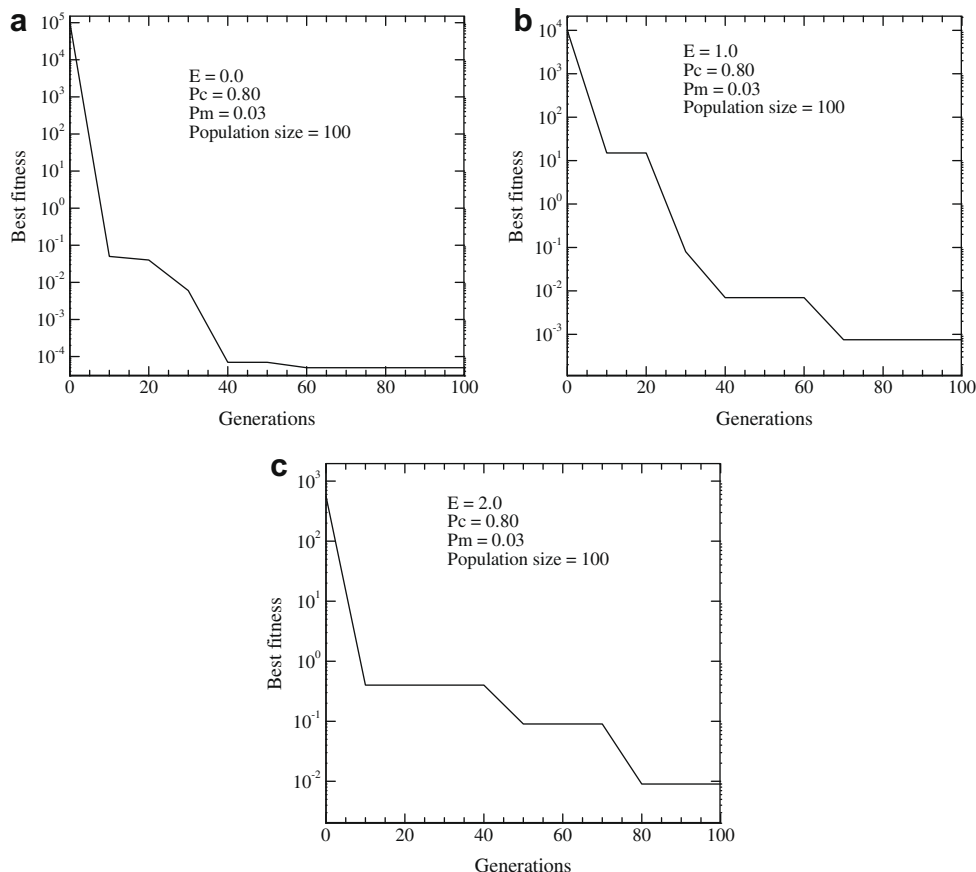 a
10^5
10^4
10^3
10^2
10^1
10^0
10^-1
10^-2
10^-3
10^-4
Best fitness
E = 0.0
Pc = 0.80
Pm = 0.03
Population size = 100
0 20 40 60 80 100
Generations
b
10^4
10^3
10^2
10^1
10^0
10^-1
10^-2
10^-3
Best fitness
E = 1.0
Pc = 0.80
Pm = 0.03
Population size = 100
0 20 40 60 80 100
Generations
c
10^3
10^2
10^1
10^0
10^-1
10^-2
Best fitness
E = 2.0
Pc = 0.80
Pm = 0.03
Population size = 100
0 20 40 60 80 100
Generations